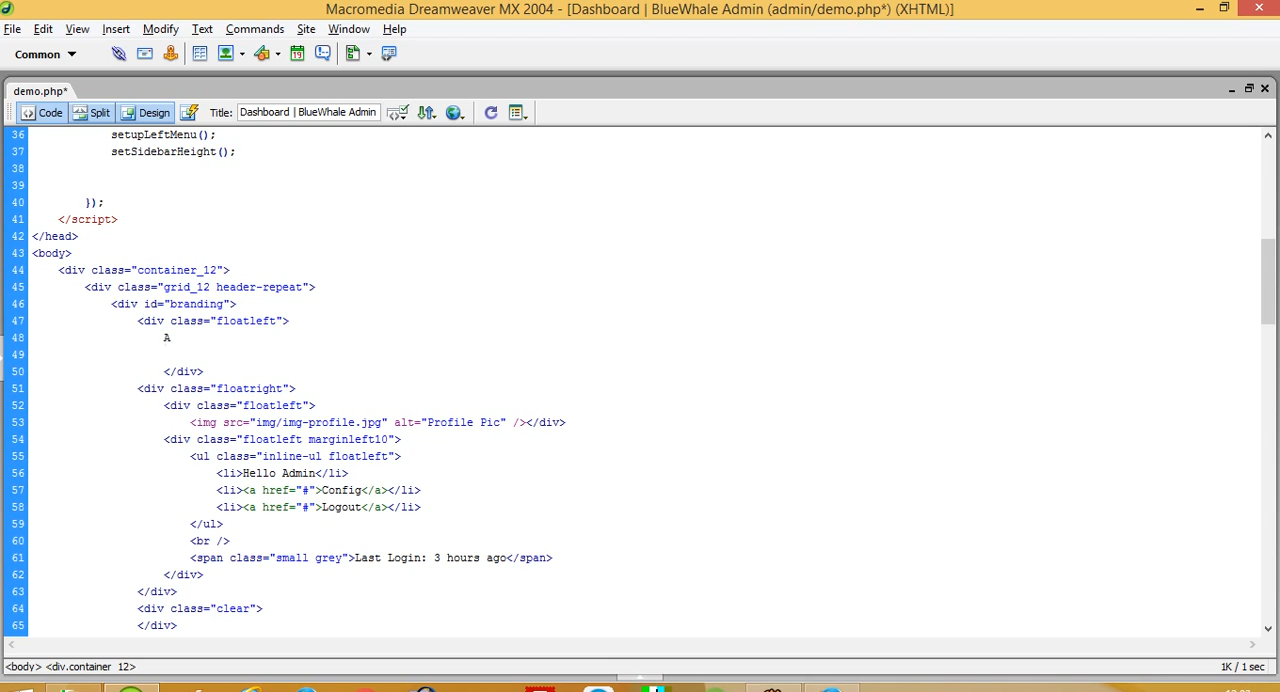 Macromedia Dreamweaver MX 2004 - [Dashboard | BlueWhale Admin (admin/demo.php*) (XHTML)]
File Edit View Insert Modify Text Commands Site Window Help
Common
demo.php*
Code Split Design Title: Dashboard | BlueWhale Admin
36 setupLeftMenu();
37 setSidebarHeight();
38
39
40 });
41 </script>
42 </head>
43 <body>
44 <div class="container_12">
45 <div class="grid_12 header-repeat">
46 <div id="branding">
47 <div class="floatleft">
48 A
49
50 </div>
51 <div class="floatright">
52 <div class="floatleft">
53 <img src="img/img-profile.jpg" alt="Profile Pic" /></div>
54 <div class="floatleft marginleft10">
55 <ul class="inline-ul floatleft">
56 <li>Hello Admin</li>
57 <li><a href="#">Config</a></li>
58 <li><a href="#">Logout</a></li>
59 </ul>
60 <br />
61 <span class="small grey">Last Login: 3 hours ago</span>
62 </div>
63 </div>
64 <div class="clear">
65 </div>
<body> <div.container 12> 1K / 1 sec